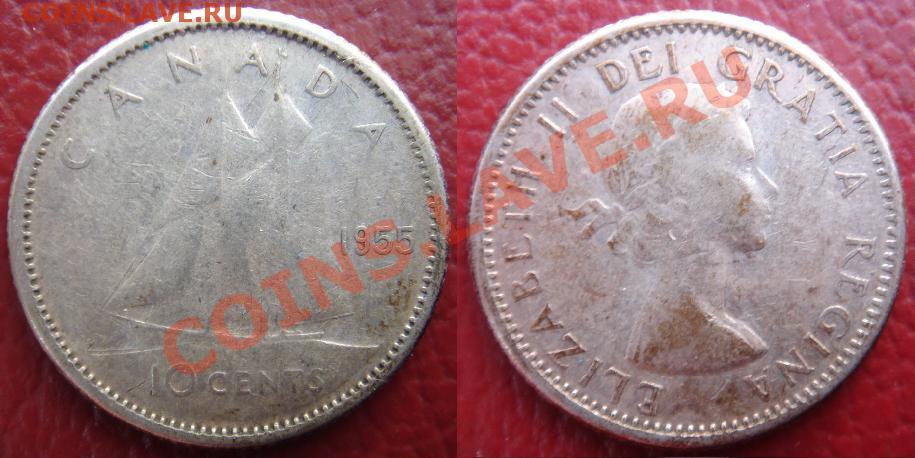 COINS.LAVE.RU
CANADA
1955
10 CENTS
ELIZABETH II DEI GRATIA REGINA
COINS.LAVE.RU